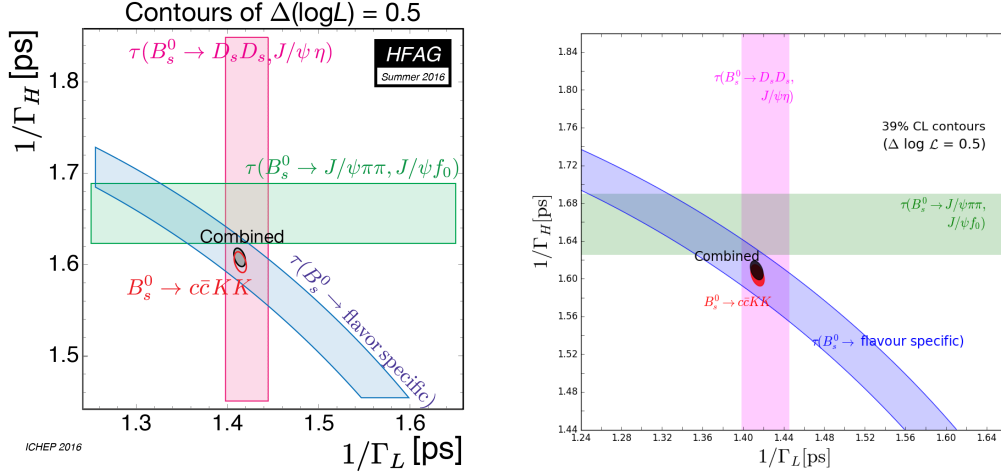 Contours of Δ(logL) = 0.5
HFAG
Summer 2016
τ(B_s^0 → D_s D_s, J/ψ η)
τ(B_s^0 → J/ψππ, J/ψf_0)
Combined
B_s^0 → cc̄KK
τ(B_s^0 → flavor specific)
1/Γ_H [ps]
1.8
1.7
1.6
1.5
1.3
1.4
1.5
1.6
1/Γ_L [ps]
ICHEP 2016
τ(B_s^0 → D_s D_s,
J/ψη)
39% CL contours
(Δ log ℒ = 0.5)
τ(B_s^0 → J/ψππ,
J/ψf_0)
Combined
B_s^0 → cc̄KK
τ(B_s^0 → flavour specific)
1/Γ_H[ps]
1.84
1.80
1.76
1.72
1.68
1.64
1.60
1.56
1.52
1.48
1.44
1.24 1.28 1.32 1.36 1.40 1.44 1.48 1.52 1.56 1.60 1.64
1/Γ_L[ps]